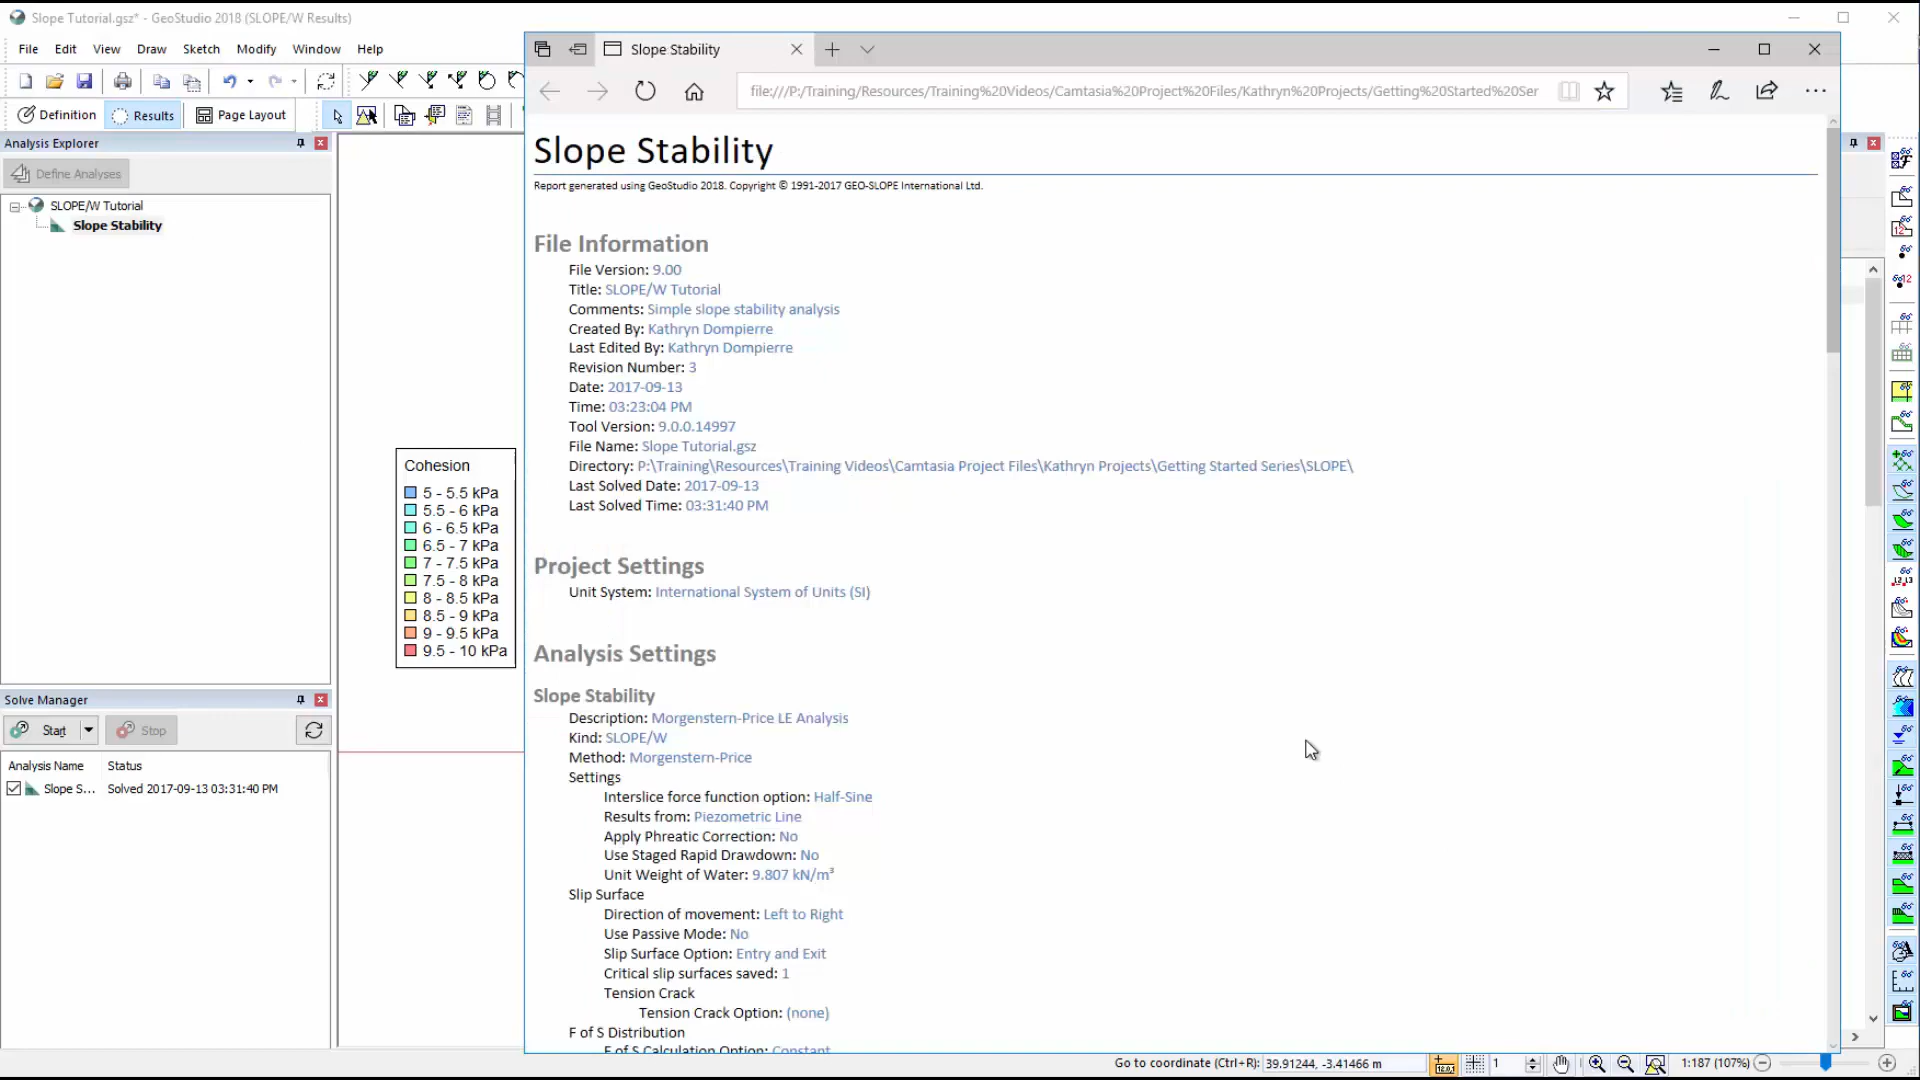 Slope Tutorial.gsz* - GeoStudio 2018 (SLOPE/W Results)
File Edit View Draw Sketch Modify Window Help
Definition Results Page Layout
Analysis Explorer
Define Analyses
SLOPE/W Tutorial
Slope Stability
Solve Manager
Start Stop
Analysis Name Status
Slope S... Solved 2017-09-13 03:31:40 PM
Cohesion
5 - 5.5 kPa
5.5 - 6 kPa
6 - 6.5 kPa
6.5 - 7 kPa
7 - 7.5 kPa
7.5 - 8 kPa
8 - 8.5 kPa
8.5 - 9 kPa
9 - 9.5 kPa
9.5 - 10 kPa
Slope Stability
file:///P:/Training/Resources/Training%20Videos/Camtasia%20Project%20Files/Kathryn%20Projects/Getting%20Started%20Ser
Slope Stability
Report generated using GeoStudio 2018. Copyright © 1991-2017 GEO-SLOPE International Ltd.
File Information
File Version: 9.00
Title: SLOPE/W Tutorial
Comments: Simple slope stability analysis
Created By: Kathryn Dompierre
Last Edited By: Kathryn Dompierre
Revision Number: 3
Date: 2017-09-13
Time: 03:23:04 PM
Tool Version: 9.0.0.14997
File Name: Slope Tutorial.gsz
Directory: P:\Training\Resources\Training Videos\Camtasia Project Files\Kathryn Projects\Getting Started Series\SLOPE\
Last Solved Date: 2017-09-13
Last Solved Time: 03:31:40 PM
Project Settings
Unit System: International System of Units (SI)
Analysis Settings
Slope Stability
Description: Morgenstern-Price LE Analysis
Kind: SLOPE/W
Method: Morgenstern-Price
Settings
Interslice force function option: Half-Sine
Results from: Piezometric Line
Apply Phreatic Correction: No
Use Staged Rapid Drawdown: No
Unit Weight of Water: 9.807 kN/m³
Slip Surface
Direction of movement: Left to Right
Use Passive Mode: No
Slip Surface Option: Entry and Exit
Critical slip surfaces saved: 1
Tension Crack
Tension Crack Option: (none)
F of S Distribution
F of S Calculation Option: Constant
Go to coordinate (Ctrl+R): 39.91244, -3.41466 m 1 1:187 (107%)